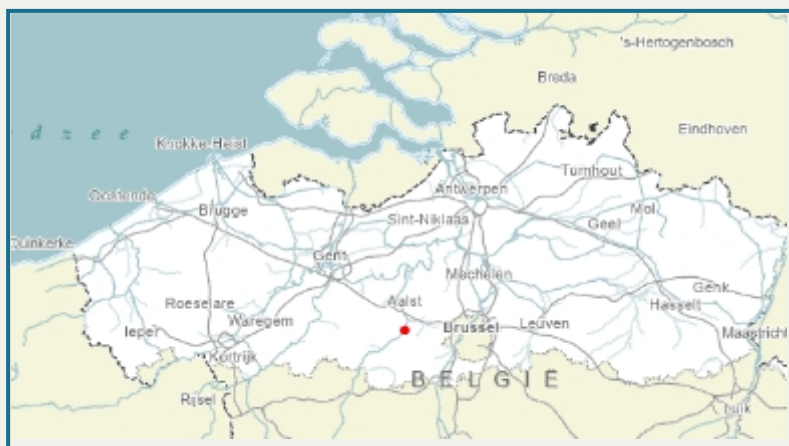 's-Hertogenbosch
Breda
d z e e
Eindhoven
Knokke-Heist
Turnhout
Oostende
Antwerpen
Brugge
Mol
Sint-Niklaas
Geel
Duinkerke
Gent
Mechelen
Genk
Roeselare
Aalst
Hasselt
Ieper
Waregem
Brussel
Leuven
Maastricht
Kortrijk
BELGIË
Rijsel
Luik